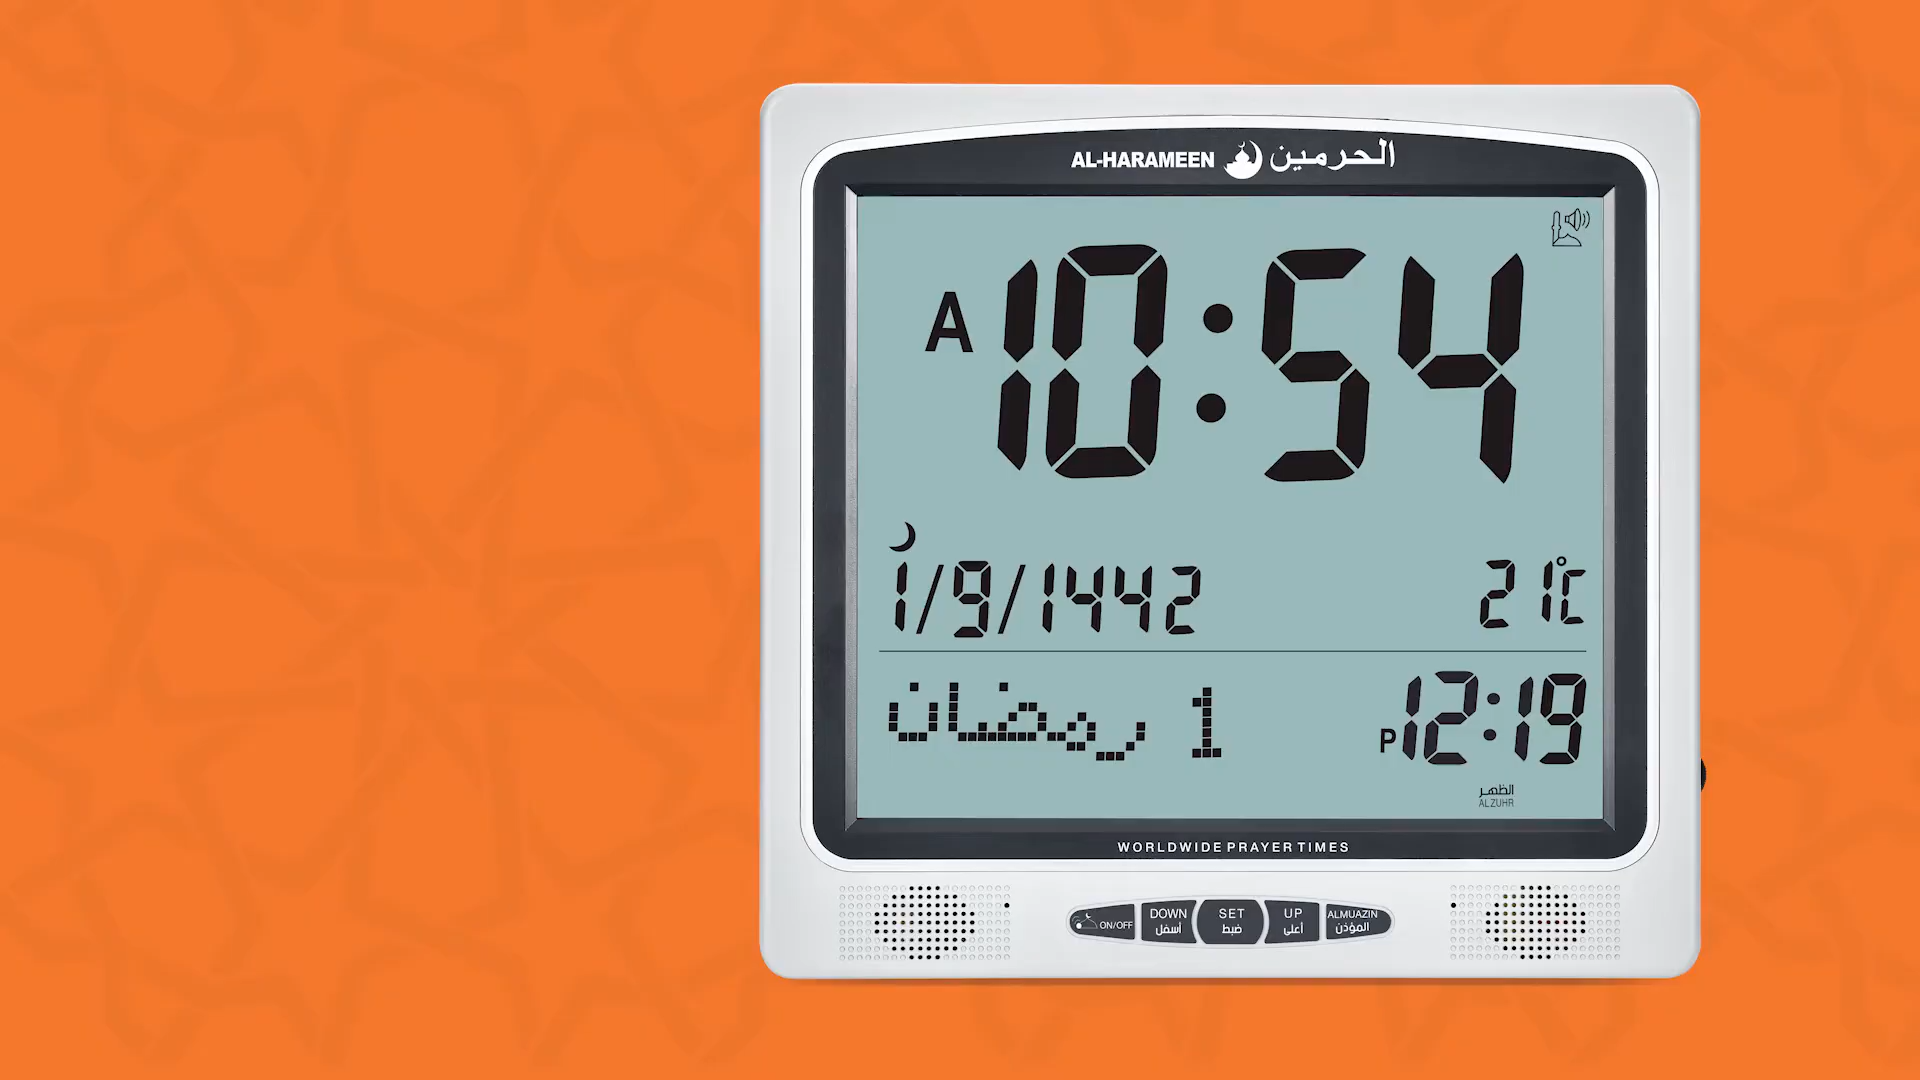 AL-HARAMEEN الحرمين
A 10:54
1/9/1442 21°C
1 رمضان P 12:19
الظهر
ALZUHR
WORLDWIDE PRAYER TIMES
ON/OFF DOWN SET UP ALMUAZIN
أسفل ضبط أعلى المؤذن